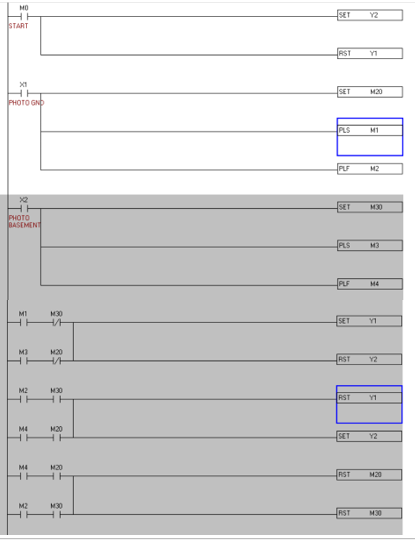 M0
SET Y2
START
RST Y1
X1
SET M20
PHOTO GND
PLS M1
PLF M2
X2
SET M30
PHOTO
BASEMENT
PLS M3
PLF M4
M1 M30
SET Y1
M3 M20
RST Y2
M2 M30
RST Y1
M4 M20
SET Y2
M4 M20
RST M20
M2 M30
RST M30